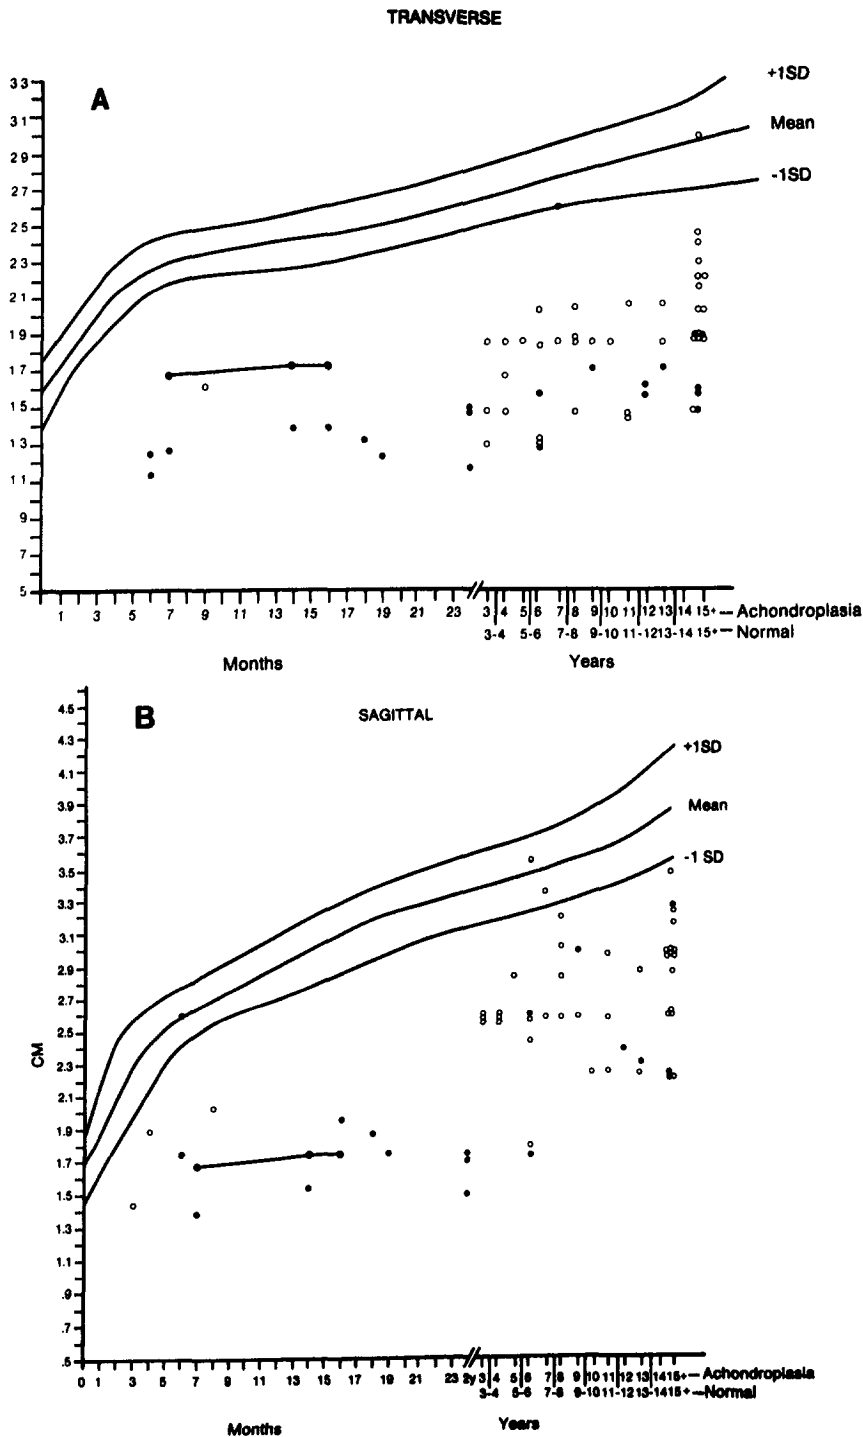 TRANSVERSE
A
33
31
29
27
25
23
21
19
17
15
13
11
9
7
5
+1SD
Mean
-1SD
1 3 5 7 9 11 13 15 17 19 21 23 3 4 5 6 7 8 9 10 11 12 13 14 15+ — Achondroplasia
3-4 5-6 7-8 9-10 11-12 13-14 15+ — Normal
Months Years
B
SAGITTAL
4.5
4.3
4.1
3.9
3.7
3.5
3.3
3.1
2.9
2.7
2.5
2.3
2.1
1.9
1.7
1.5
1.3
1.1
.9
.7
.5
CM
+1SD
Mean
-1 SD
0 1 3 5 7 9 11 13 15 17 19 21 23 2y 3 4 5 6 7 8 9 10 11 12 13 14 15+ — Achondroplasia
3-4 5-6 7-8 9-10 11-12 13-14 15+ — Normal
Months Years